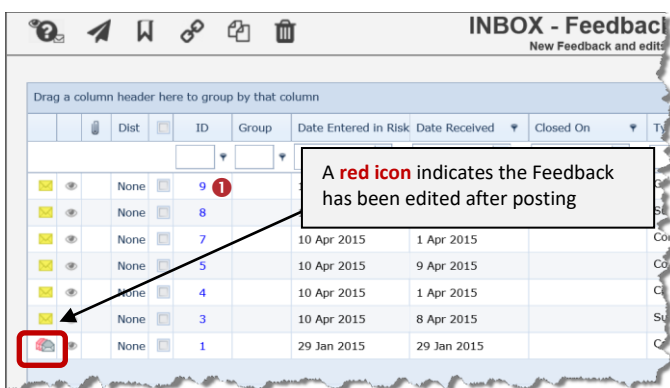 INBOX - Feedback
New Feedback and edits
Drag a column header here to group by that column
Dist ID Group Date Entered in Risk Date Received Closed On
A red icon indicates the Feedback
has been edited after posting
None 9 1
None 8
None 7 10 Apr 2015 1 Apr 2015
None 5 10 Apr 2015 9 Apr 2015
None 4 10 Apr 2015 1 Apr 2015
None 3 10 Apr 2015 8 Apr 2015
None 1 29 Jan 2015 29 Jan 2015